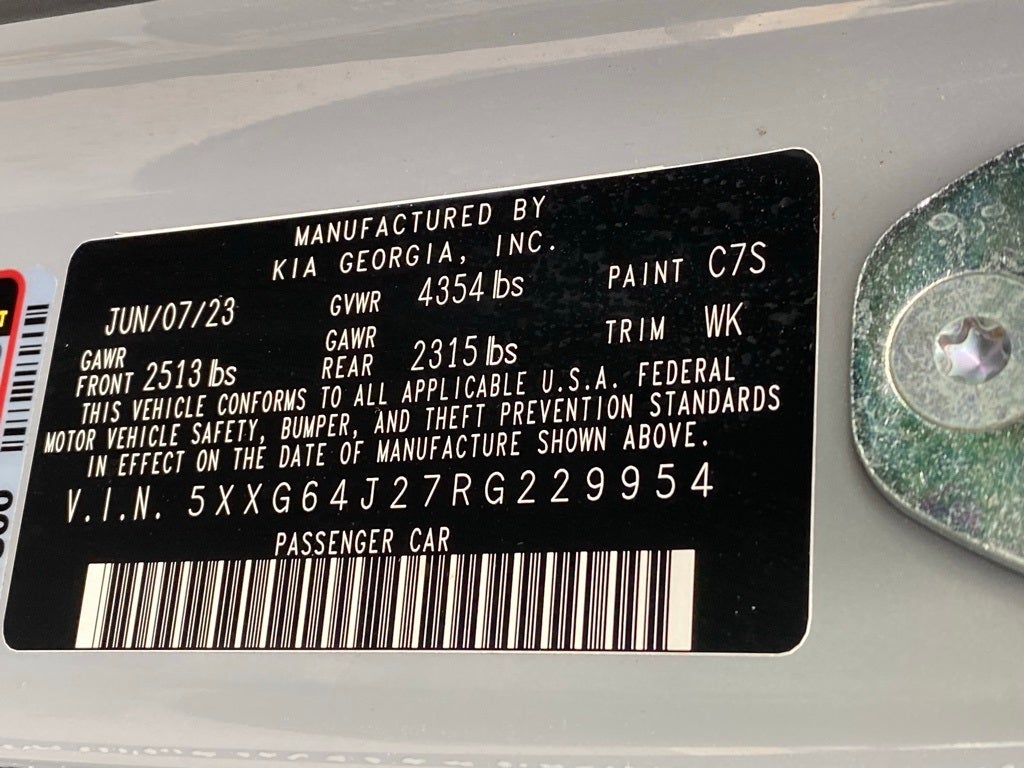 MANUFACTURED BY
KIA GEORGIA, INC.
JUN/07/23 GVWR 4354 lbs PAINT C7S
GAWR FRONT 2513 lbs GAWR REAR 2315 lbs TRIM WK
THIS VEHICLE CONFORMS TO ALL APPLICABLE U.S.A. FEDERAL
MOTOR VEHICLE SAFETY, BUMPER, AND THEFT PREVENTION STANDARDS
IN EFFECT ON THE DATE OF MANUFACTURE SHOWN ABOVE.
V.I.N. 5XXG64J27RG229954
PASSENGER CAR